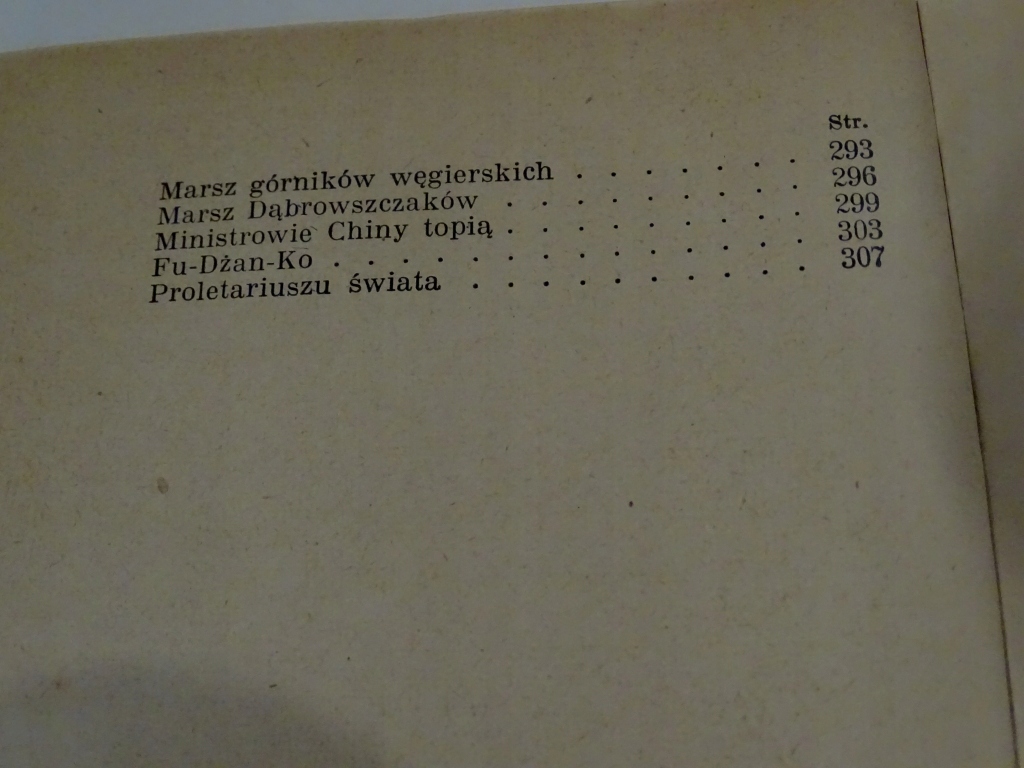 Str.
Marsz górników węgierskich . . . . . . . 293
Marsz Dąbrowszczaków . . . . . . . . . 296
Ministrowie Chiny topią . . . . . . . . . 299
Fu-Dżan-Ko . . . . . . . . . . . . . . 303
Proletariuszu świata . . . . . . . . . . 307